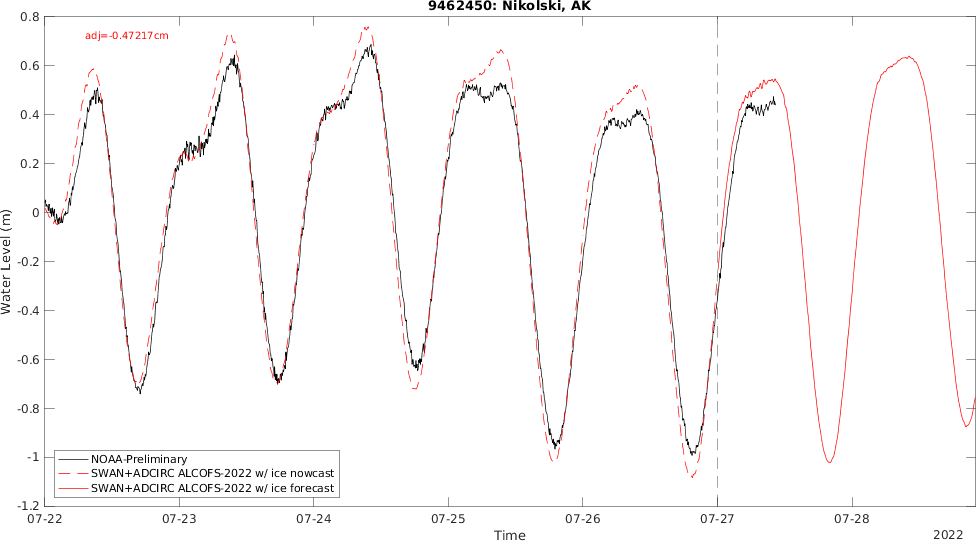 9462450: Nikolski, AK
adj=-0.47217cm
0.8
0.6
0.4
0.2
0
-0.2
-0.4
-0.6
-0.8
-1
-1.2
Water Level (m)
NOAA-Preliminary
SWAN+ADCIRC ALCOFS-2022 w/ ice nowcast
SWAN+ADCIRC ALCOFS-2022 w/ ice forecast
07-22 07-23 07-24 07-25 07-26 07-27 07-28
Time
2022